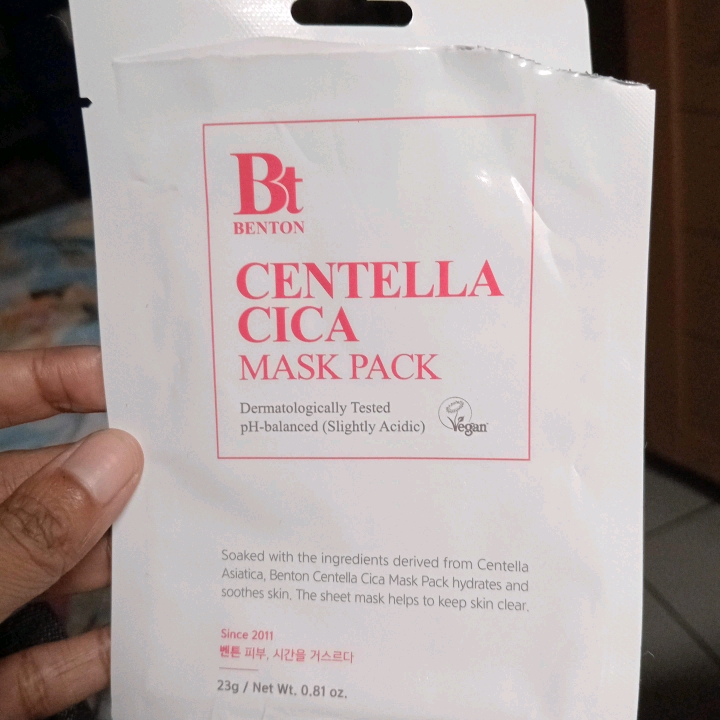 Bt
BENTON
CENTELLA
CICA
MASK PACK
Dermatologically Tested
pH-balanced (Slightly Acidic)
Vegan
Soaked with the ingredients derived from Centella
Asiatica, Benton Centella Cica Mask Pack hydrates and
soothes skin. The sheet mask helps to keep skin clear.
Since 2011
벤튼 피부, 시간을 거스르다
23g / Net Wt. 0.81 oz.